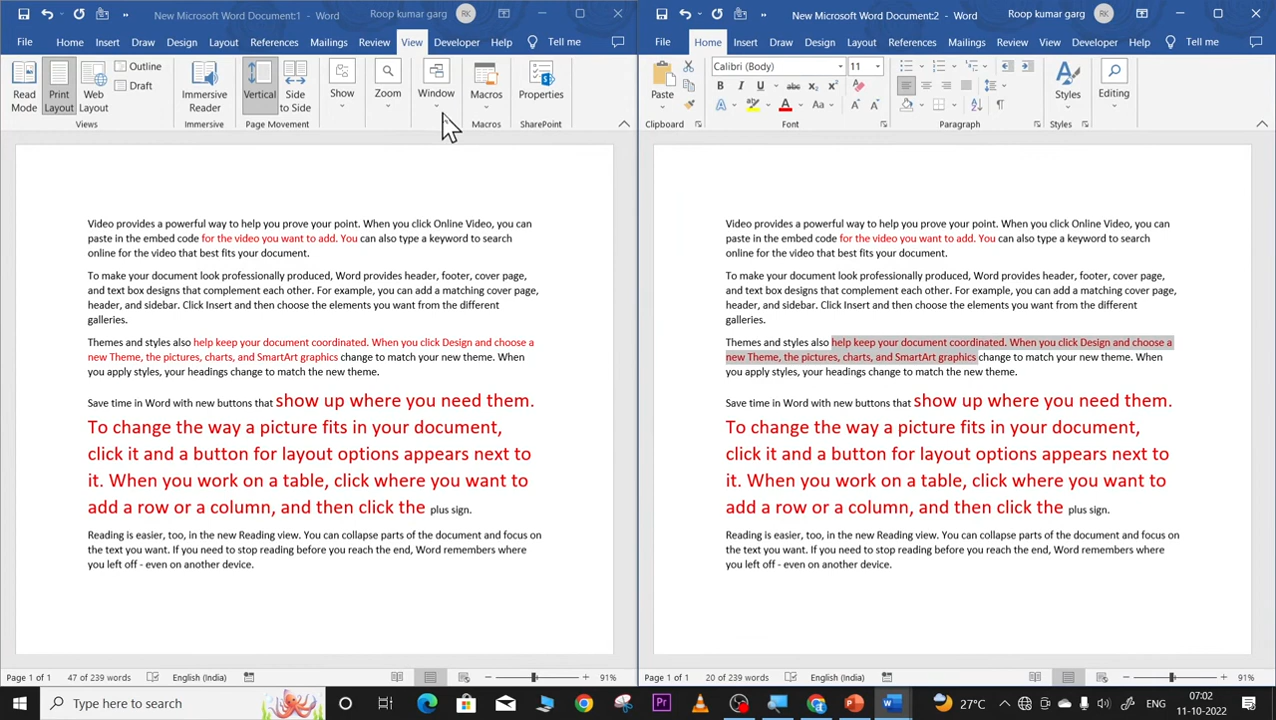 New Microsoft Word Document:1 - Word
Roop kumar garg
RK
File Home Insert Draw Design Layout References Mailings Review View Developer Help Tell me
Read Mode
Print Layout
Web Layout
Outline
Draft
Views
Immersive Reader
Immersive
Vertical
Side to Side
Page Movement
Show
Zoom
Window
Macros
Macros
Properties
SharePoint
Video provides a powerful way to help you prove your point. When you click Online Video, you can
paste in the embed code for the video you want to add. You can also type a keyword to search
online for the video that best fits your document.
To make your document look professionally produced, Word provides header, footer, cover page,
and text box designs that complement each other. For example, you can add a matching cover page,
header, and sidebar. Click Insert and then choose the elements you want from the different
galleries.
Themes and styles also help keep your document coordinated. When you click Design and choose a
new Theme, the pictures, charts, and SmartArt graphics change to match your new theme. When
you apply styles, your headings change to match the new theme.
Save time in Word with new buttons that show up where you need them.
To change the way a picture fits in your document,
click it and a button for layout options appears next to
it. When you work on a table, click where you want to
add a row or a column, and then click the plus sign.
Reading is easier, too, in the new Reading view. You can collapse parts of the document and focus on
the text you want. If you need to stop reading before you reach the end, Word remembers where
you left off - even on another device.
Page 1 of 1 47 of 239 words English (India) 91%
New Microsoft Word Document:2 - Word
Roop kumar garg
RK
File Home Insert Draw Design Layout References Mailings Review View Developer Help Tell me
Paste
Clipboard
Calibri (Body) 11
B I U ab x₂ x²
A A Aa A A
Font
Paragraph
Styles
Styles
Editing
Video provides a powerful way to help you prove your point. When you click Online Video, you can
paste in the embed code for the video you want to add. You can also type a keyword to search
online for the video that best fits your document.
To make your document look professionally produced, Word provides header, footer, cover page,
and text box designs that complement each other. For example, you can add a matching cover page,
header, and sidebar. Click Insert and then choose the elements you want from the different
galleries.
Themes and styles also help keep your document coordinated. When you click Design and choose a
new Theme, the pictures, charts, and SmartArt graphics change to match your new theme. When
you apply styles, your headings change to match the new theme.
Save time in Word with new buttons that show up where you need them.
To change the way a picture fits in your document,
click it and a button for layout options appears next to
it. When you work on a table, click where you want to
add a row or a column, and then click the plus sign.
Reading is easier, too, in the new Reading view. You can collapse parts of the document and focus on
the text you want. If you need to stop reading before you reach the end, Word remembers where
you left off - even on another device.
Page 1 of 1 20 of 239 words English (India) 91%
Type here to search
Pr
27°C
ENG
07:02
11-10-2022